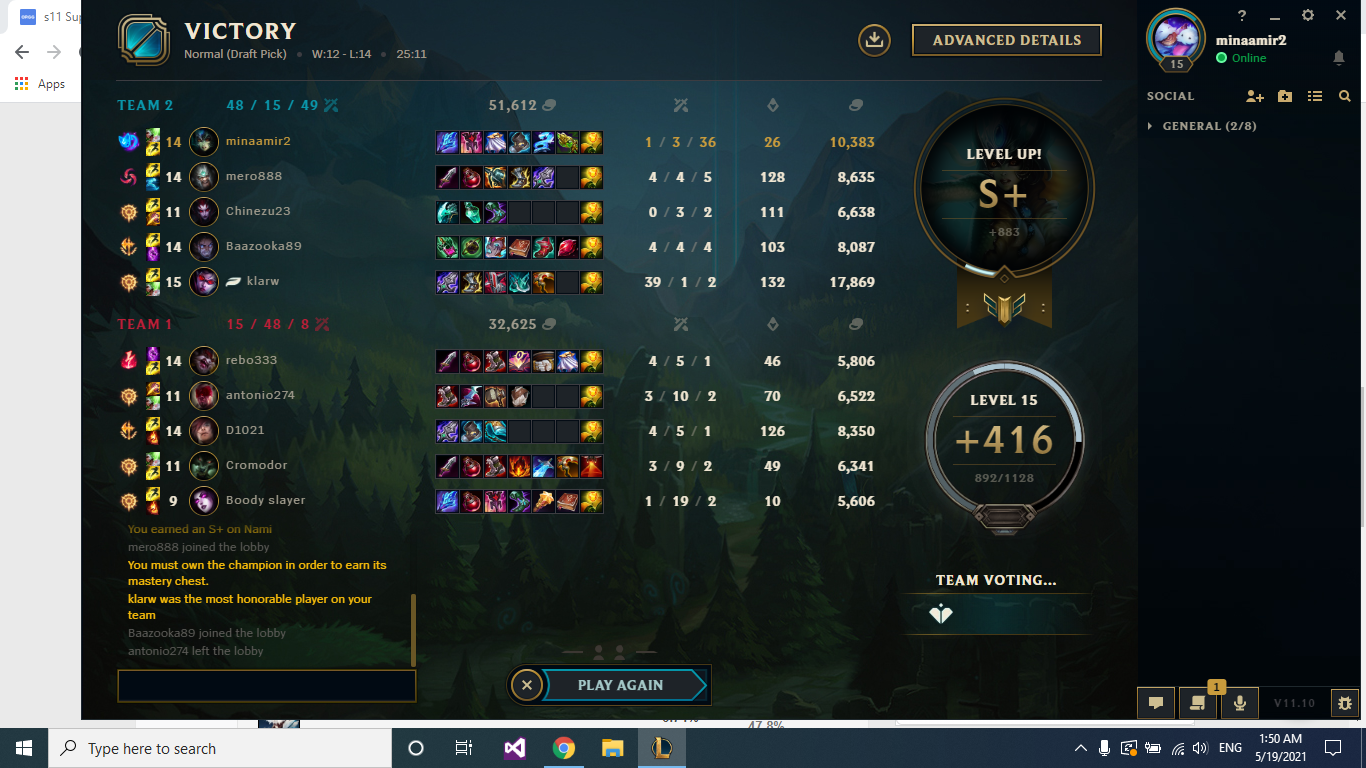 s11 Sup
Apps
VICTORY
Normal (Draft Pick) • W:12 - L:14 • 25:11
ADVANCED DETAILS
TEAM 2 48 / 15 / 49 51,612
14 minaamir2 1 / 3 / 36 26 10,383
14 mero888 4 / 4 / 5 128 8,635
11 Chinezu23 0 / 3 / 2 111 6,638
14 Baazooka89 4 / 4 / 4 103 8,087
15 klarw 39 / 1 / 2 132 17,869
TEAM 1 15 / 48 / 8 32,625
14 rebo333 4 / 5 / 1 46 5,806
11 antonio274 3 / 10 / 2 70 6,522
14 D1021 4 / 5 / 1 126 8,350
11 Cromodor 3 / 9 / 2 49 6,341
9 Boody slayer 1 / 19 / 2 10 5,606
You earned an S+ on Nami
mero888 joined the lobby
You must own the champion in order to earn its
mastery chest.
klarw was the most honorable player on your
team
Baazooka89 joined the lobby
antonio274 left the lobby
PLAY AGAIN
LEVEL UP!
S+
+883
LEVEL 15
+416
892/1128
TEAM VOTING...
?
minaamir2
15
Online
SOCIAL
GENERAL (2/8)
1
V11.10
47.8%
Type here to search
ENG
1:50 AM
5/19/2021